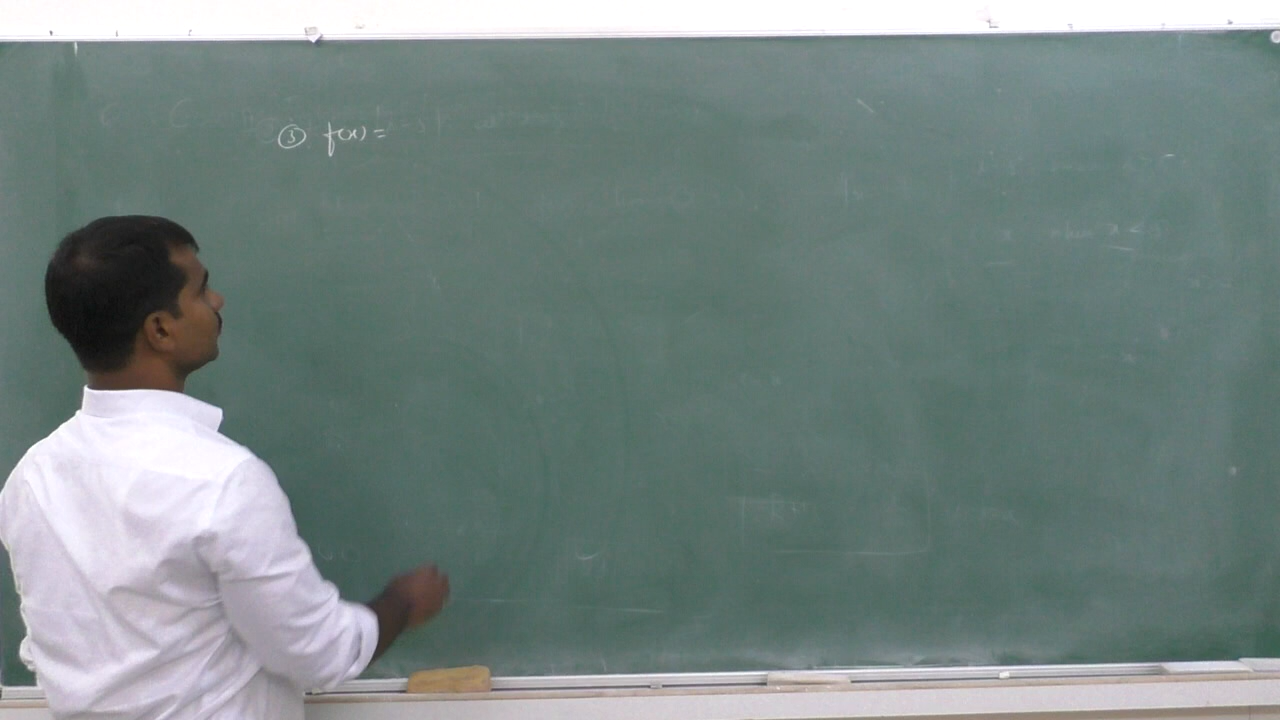 ③ f(x) =